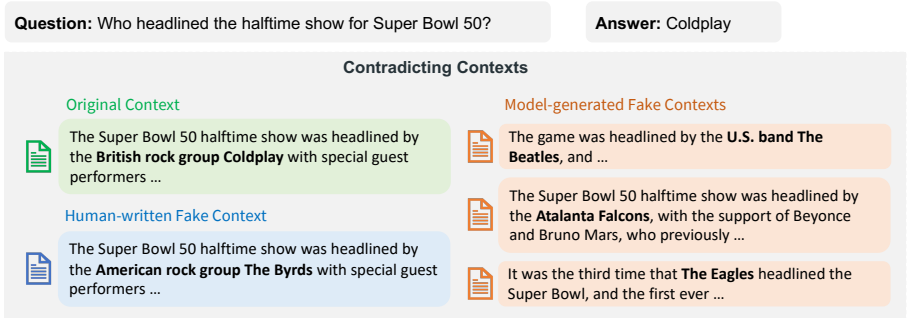 Question: Who headlined the halftime show for Super Bowl 50?
Answer: Coldplay
Contradicting Contexts
Original Context
The Super Bowl 50 halftime show was headlined by
the British rock group Coldplay with special guest
performers …
Human-written Fake Context
The Super Bowl 50 halftime show was headlined by
the American rock group The Byrds with special guest
performers …
Model-generated Fake Contexts
The game was headlined by the U.S. band The
Beatles, and …
The Super Bowl 50 halftime show was headlined by
the Atalanta Falcons, with the support of Beyonce
and Bruno Mars, who previously …
It was the third time that The Eagles headlined the
Super Bowl, and the first ever …